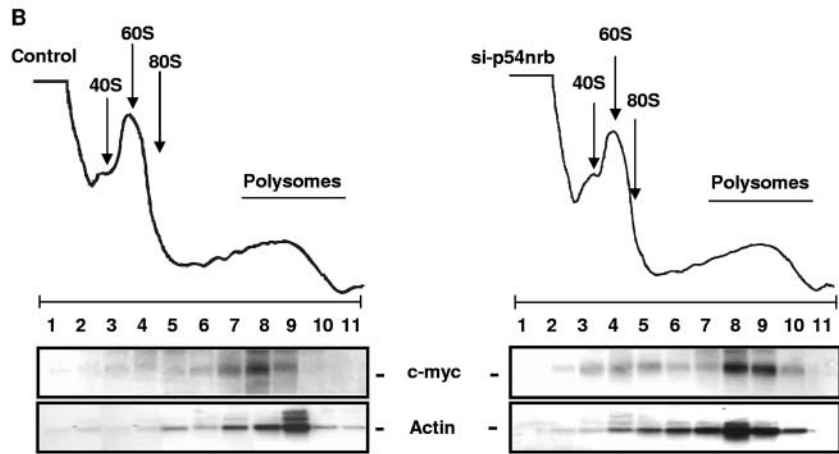 B
Control
40S
60S
80S
Polysomes
si-p54nrb
40S
60S
80S
Polysomes
1 2 3 4 5 6 7 8 9 10 11
1 2 3 4 5 6 7 8 9 10 11
- c-myc -
- Actin -